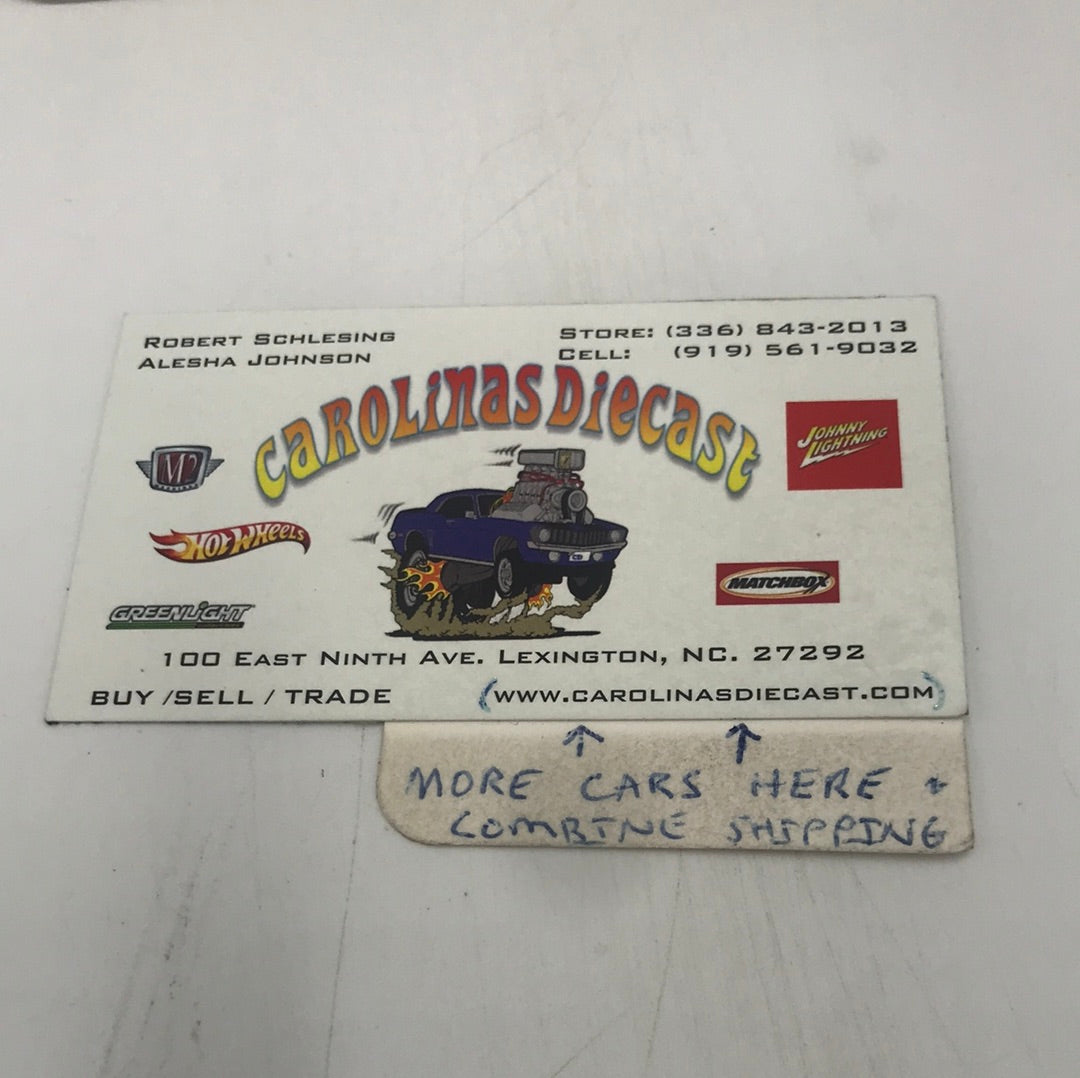 ROBERT SCHLESING
ALESHA JOHNSON
STORE: (336) 843-2013
CELL: (919) 561-9032
CAROLINAS DIECAST
M2
JOHNNY LIGHTNING
HOT WHEELS
MATCHBOX
GREENLIGHT
100 EAST NINTH AVE. LEXINGTON, NC. 27292
BUY /SELL / TRADE
(WWW.CAROLINASDIECAST.COM)
MORE CARS HERE +
COMBINE SHIPPING